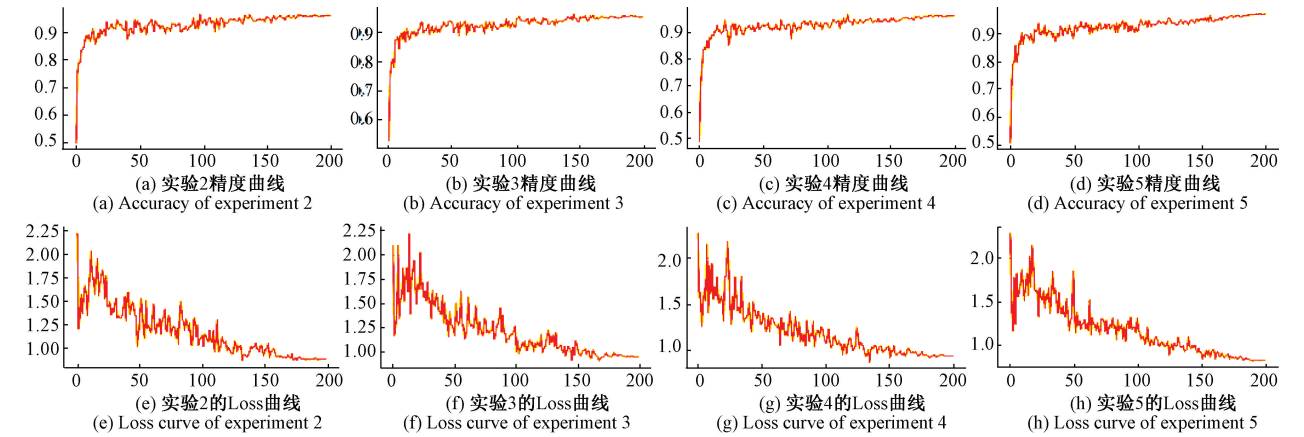 0.9
0.8
0.7
0.6
0.5
0 50 100 150 200
(a) 实验2精度曲线
(a) Accuracy of experiment 2
0.9
0.8
0.7
0.6
0 50 100 150 200
(b) 实验3精度曲线
(b) Accuracy of experiment 3
0.9
0.8
0.7
0.6
0.5
0 50 100 150 200
(c) 实验4精度曲线
(c) Accuracy of experiment 4
0.9
0.8
0.7
0.6
0.5
0 50 100 150 200
(d) 实验5精度曲线
(d) Accuracy of experiment 5
2.25
2.00
1.75
1.50
1.25
1.00
0 50 100 150 200
(e) 实验2的Loss曲线
(e) Loss curve of experiment 2
2.25
2.00
1.75
1.50
1.25
1.00
0 50 100 150 200
(f) 实验3的Loss曲线
(f) Loss curve of experiment 3
2.0
1.5
1.0
0 50 100 150 200
(g) 实验4的Loss曲线
(g) Loss curve of experiment 4
2.0
1.5
1.0
0 50 100 150 200
(h) 实验5的Loss曲线
(h) Loss curve of experiment 5